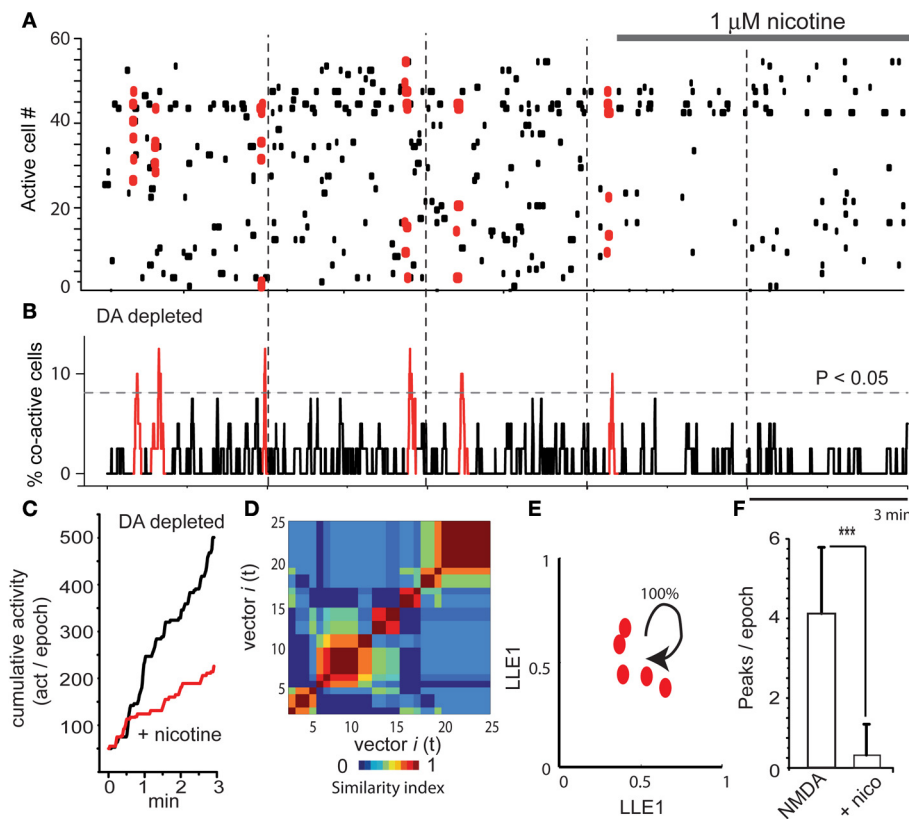 A
1 µM nicotine
60
40
20
0
Active cell #
B
DA depleted
10
0
% co-active cells
P < 0.05
3 min
C
DA depleted
500
400
300
200
100
cumulative activity
(act / epoch)
+ nicotine
0 1 2 3
min
D
25
20
15
10
5
vector i (t)
5 10 15 20 25
vector i (t)
0 1
Similarity index
E
1
0.5
0
LLE1
100%
0 0.5 1
LLE1
F
6
4
2
0
Peaks / epoch
***
NMDA
+ nico